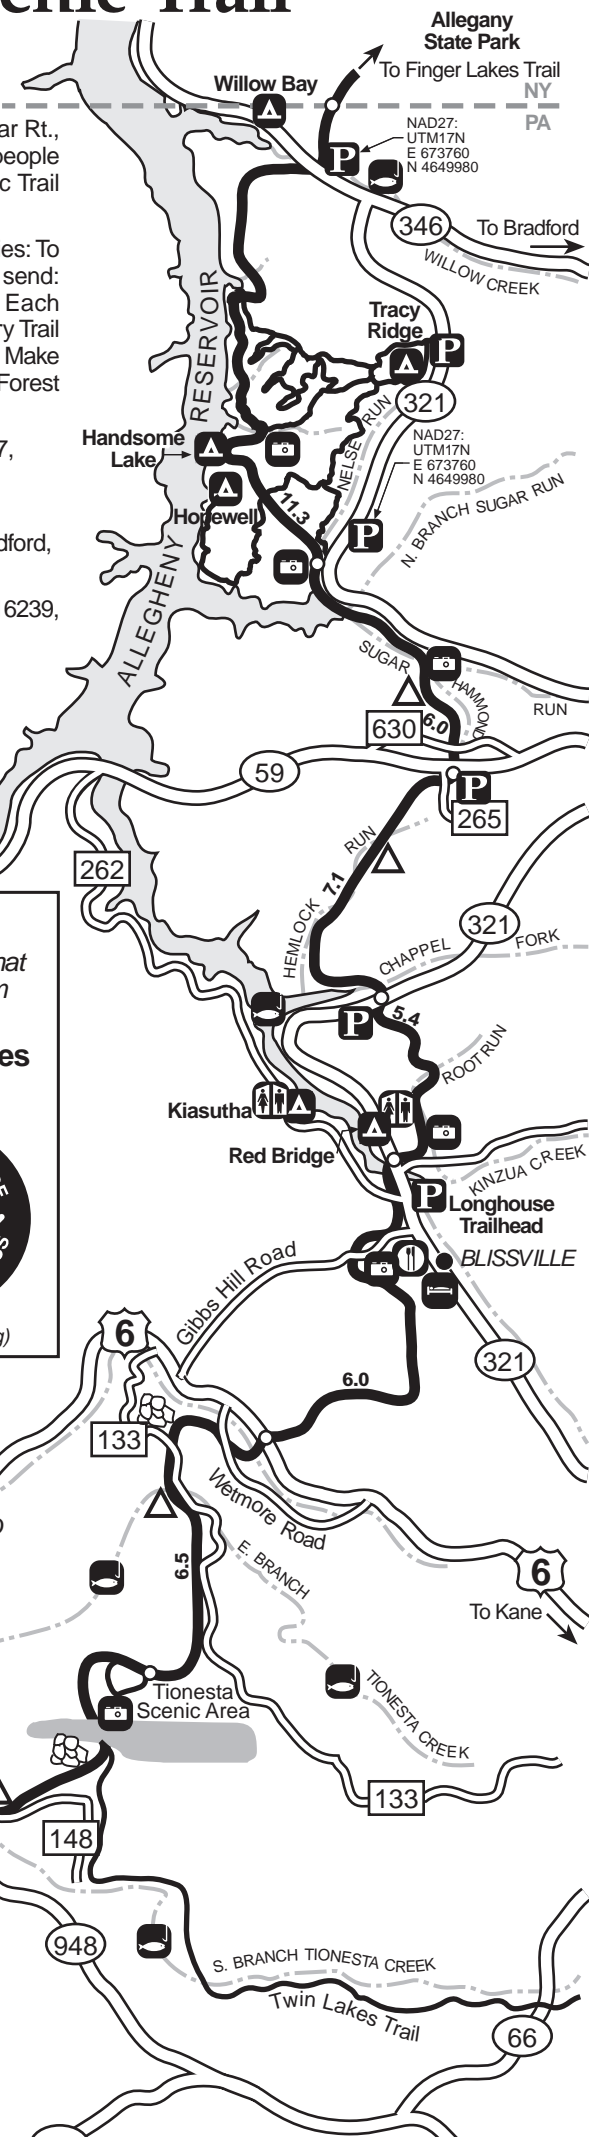 Allegany
State Park
To Finger Lakes Trail
Willow Bay
NY
PA
ar Rt.,
people
c Trail
NAD27:
UTM17N
E 673760
N 4649980
P
346
To Bradford
WILLOW CREEK
es: To
send:
Each
ry Trail
Make
Forest
RESERVOIR
Tracy
Ridge
P
321
7,
Handsome
Lake
NELSE RUN
NAD27:
UTM17N
E 673760
N 4649980
Hopewell
11.3
P
N. BRANCH SUGAR RUN
dford,
6239,
ALLEGHENY
SUGAR
RUN
HAMMOND
630
6.0
59
P
265
262
RUN
HEMLOCK
7.1
321
CHAPPEL
FORK
hat
es
P
5.4
ROOT RUN
Kiasutha
Red Bridge
KINZUA CREEK
P
Longhouse
Trailhead
BLISSVILLE
Gibbs Hill Road
g)
6
321
6.0
133
Wetmore Road
6.5
E. BRANCH
6
To Kane
Tionesta
Scenic Area
TIONESTA CREEK
133
148
948
S. BRANCH TIONESTA CREEK
Twin Lakes Trail
66